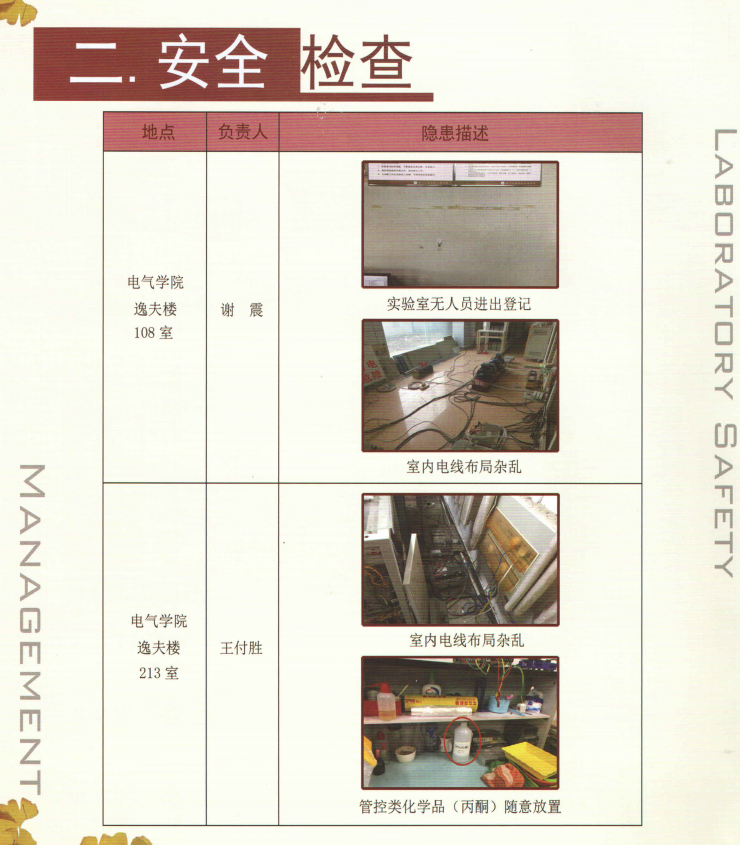 二.安全检查
地点 负责人 隐患描述
电气学院
逸夫楼
108 室
谢 震
实验室无人员进出登记
室内电线布局杂乱
电气学院
逸夫楼
213 室
王付胜
室内电线布局杂乱
管控类化学品（丙酮）随意放置
LABORATORY SAFETY
MANAGEMENT